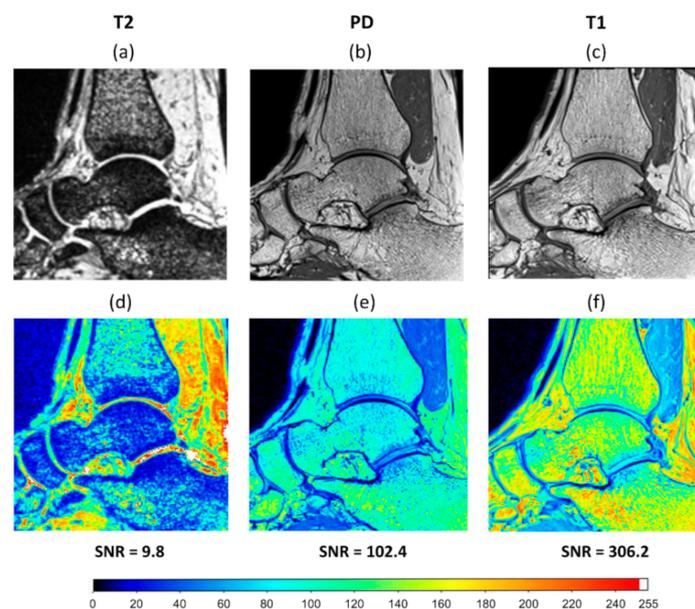 T2 PD T1
(a) (b) (c)
(d) (e) (f)
SNR = 9.8 SNR = 102.4 SNR = 306.2
0 20 40 60 80 100 120 140 160 180 200 220 240 255